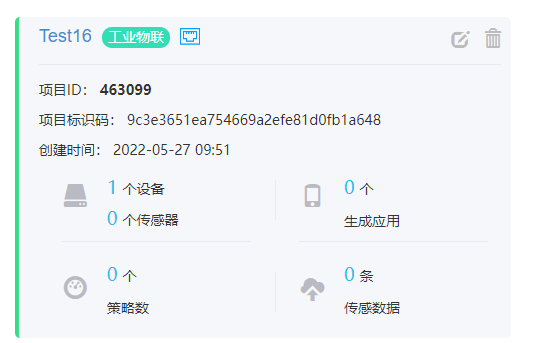 Test16 工业物联
项目ID： 463099
项目标识码： 9c3e3651ea754669a2efe81d0fb1a648
创建时间： 2022-05-27 09:51
1 个设备
0 个传感器
0 个
生成应用
0 个
策略数
0 条
传感数据